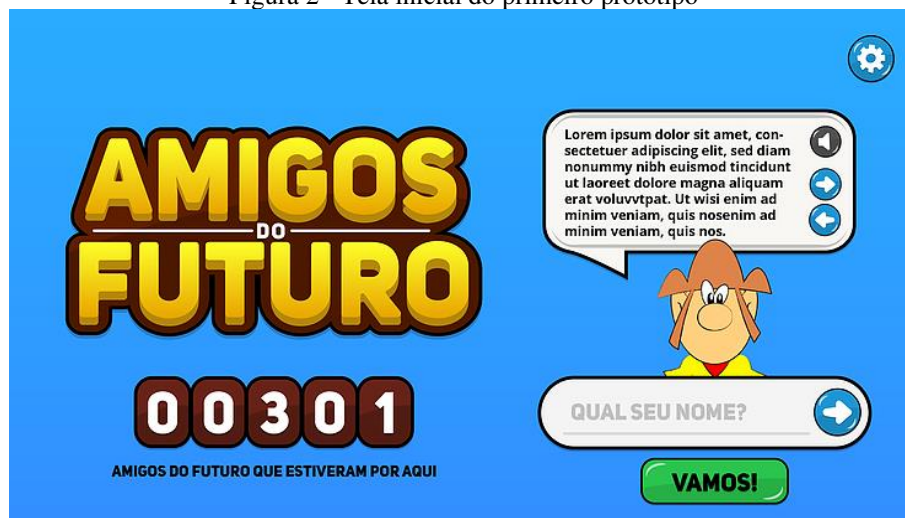 Figura 2 - Tela inicial do primeiro protótipo
AMIGOS
DO
FUTURO
00301
AMIGOS DO FUTURO QUE ESTIVERAM POR AQUI
Lorem ipsum dolor sit amet, con-
sectetuer adipiscing elit, sed diam
nonummy nibh euismod tincidunt
ut laoreet dolore magna aliquam
erat voluvvtpat. Ut wisi enim ad
minim veniam, quis nosenim ad
minim veniam, quis nos.
QUAL SEU NOME?
VAMOS!